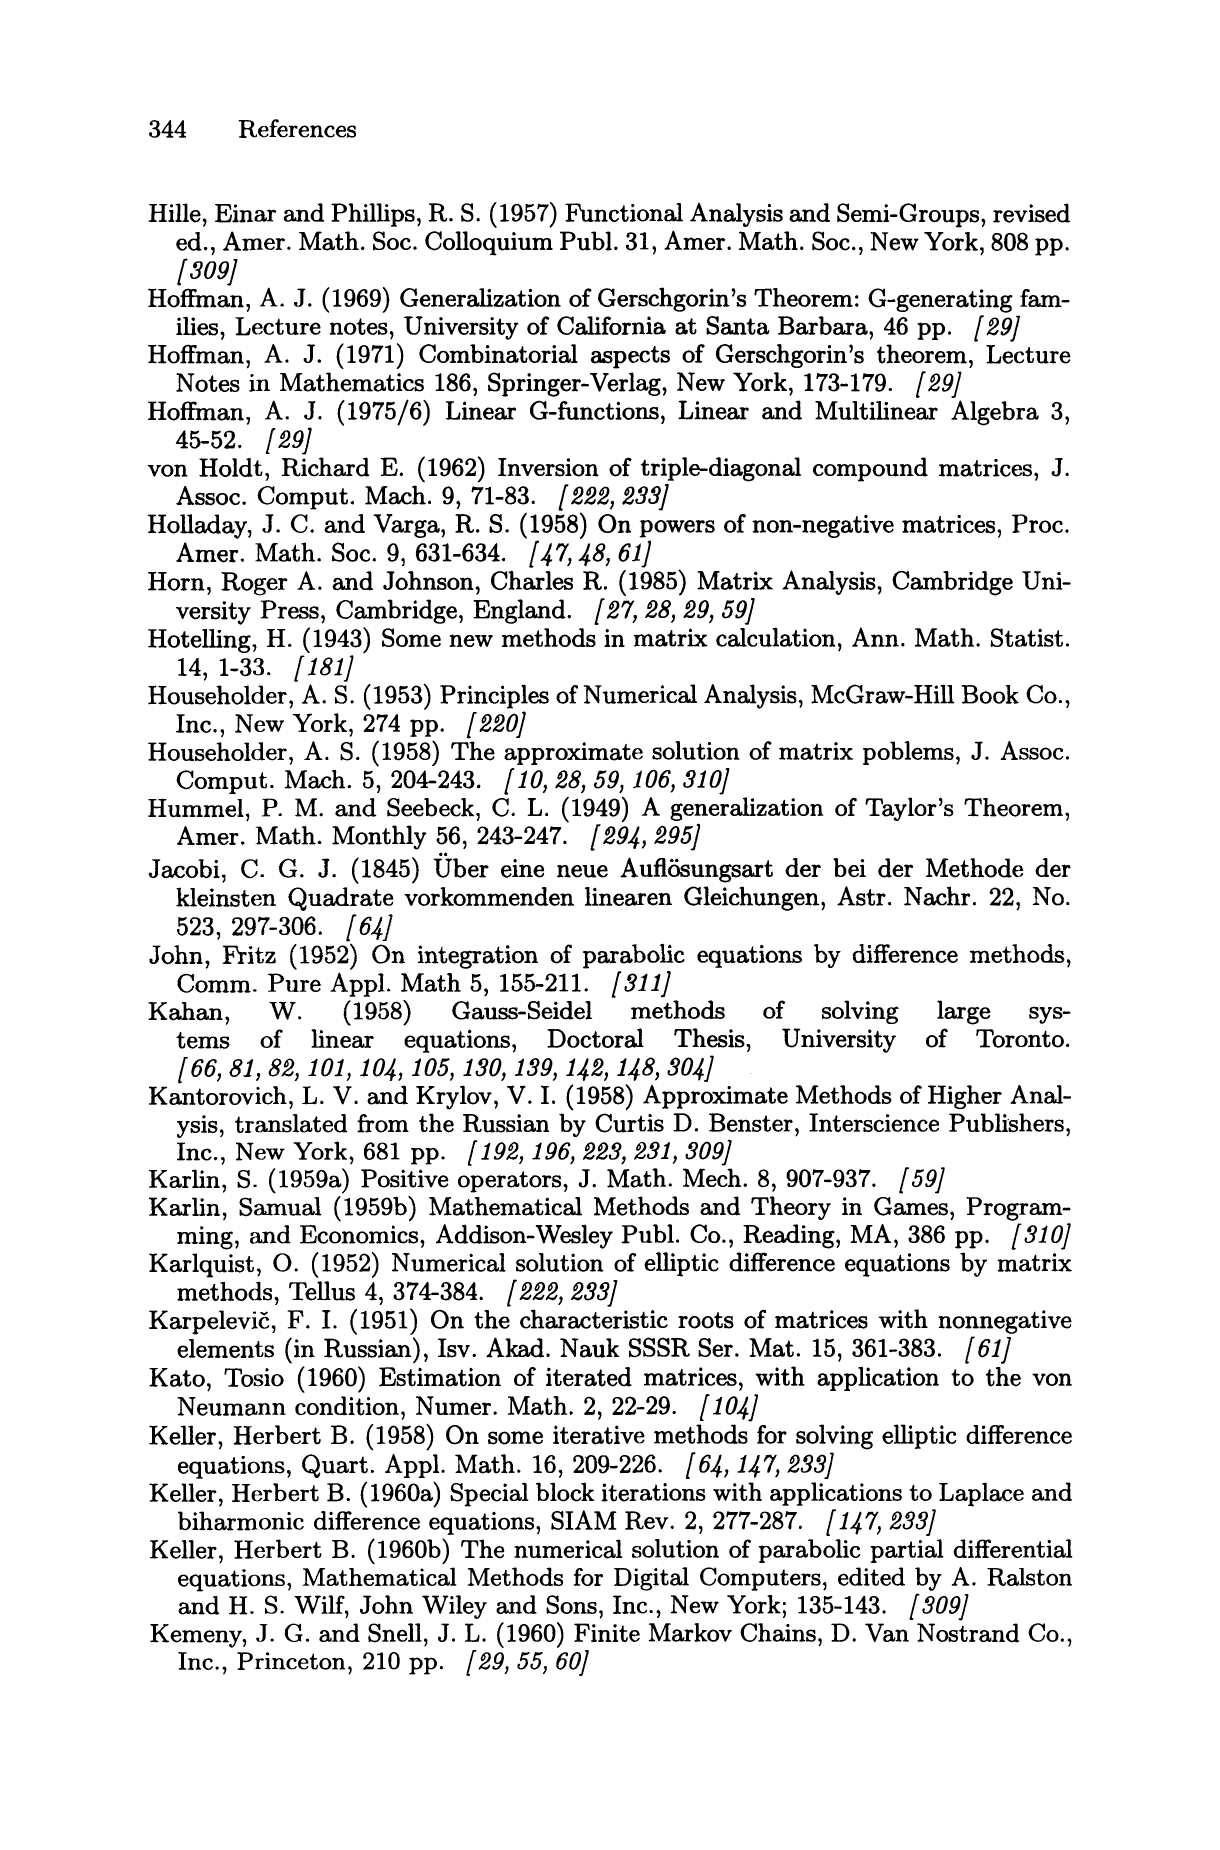 344 References
Hille, Einar and Phillips, R. S. (1957) Functional Analysis and Semi-Groups, revised
ed., Amer. Math. Soc. Colloquium Publ. 31, Amer. Math. Soc., New York, 808 pp.
[309]
Hoffman, A. J. (1969) Generalization of Gerschgorin's Theorem: G-generating fam-
ilies, Lecture notes, University of California at Santa Barbara, 46 pp. [29]
Hoffman, A. J. (1971) Combinatorial aspects of Gerschgorin's theorem, Lecture
Notes in Mathematics 186, Springer-Verlag, New York, 173-179. [29]
Hoffman, A. J. (1975/6) Linear G-functions, Linear and Multilinear Algebra 3,
45-52. [29]
von Holdt, Richard E. (1962) Inversion of triple-diagonal compound matrices, J.
Assoc. Comput. Mach. 9, 71-83. [222, 233]
Holladay, J. C. and Varga, R. S. (1958) On powers of non-negative matrices, Proc.
Amer. Math. Soc. 9, 631-634. [47, 48, 61]
Horn, Roger A. and Johnson, Charles R. (1985) Matrix Analysis, Cambridge Uni-
versity Press, Cambridge, England. [27, 28, 29, 59]
Hotelling, H. (1943) Some new methods in matrix calculation, Ann. Math. Statist.
14, 1-33. [181]
Householder, A. S. (1953) Principles of Numerical Analysis, McGraw-Hill Book Co.,
Inc., New York, 274 pp. [220]
Householder, A. S. (1958) The approximate solution of matrix poblems, J. Assoc.
Comput. Mach. 5, 204-243. [10, 28, 59, 106, 310]
Hummel, P. M. and Seebeck, C. L. (1949) A generalization of Taylor's Theorem,
Amer. Math. Monthly 56, 243-247. [294, 295]
Jacobi, C. G. J. (1845) Über eine neue Auflösungsart der bei der Methode der
kleinsten Quadrate vorkommenden linearen Gleichungen, Astr. Nachr. 22, No.
523, 297-306. [64]
John, Fritz (1952) On integration of parabolic equations by difference methods,
Comm. Pure Appl. Math 5, 155-211. [311]
Kahan, W. (1958) Gauss-Seidel methods of solving large sys-
tems of linear equations, Doctoral Thesis, University of Toronto.
[66, 81, 82, 101, 104, 105, 130, 139, 142, 148, 304]
Kantorovich, L. V. and Krylov, V. I. (1958) Approximate Methods of Higher Anal-
ysis, translated from the Russian by Curtis D. Benster, Interscience Publishers,
Inc., New York, 681 pp. [192, 196, 223, 231, 309]
Karlin, S. (1959a) Positive operators, J. Math. Mech. 8, 907-937. [59]
Karlin, Samual (1959b) Mathematical Methods and Theory in Games, Program-
ming, and Economics, Addison-Wesley Publ. Co., Reading, MA, 386 pp. [310]
Karlquist, O. (1952) Numerical solution of elliptic difference equations by matrix
methods, Tellus 4, 374-384. [222, 233]
Karpelevič, F. I. (1951) On the characteristic roots of matrices with nonnegative
elements (in Russian), Isv. Akad. Nauk SSSR Ser. Mat. 15, 361-383. [61]
Kato, Tosio (1960) Estimation of iterated matrices, with application to the von
Neumann condition, Numer. Math. 2, 22-29. [104]
Keller, Herbert B. (1958) On some iterative methods for solving elliptic difference
equations, Quart. Appl. Math. 16, 209-226. [64, 147, 233]
Keller, Herbert B. (1960a) Special block iterations with applications to Laplace and
biharmonic difference equations, SIAM Rev. 2, 277-287. [147, 233]
Keller, Herbert B. (1960b) The numerical solution of parabolic partial differential
equations, Mathematical Methods for Digital Computers, edited by A. Ralston
and H. S. Wilf, John Wiley and Sons, Inc., New York; 135-143. [309]
Kemeny, J. G. and Snell, J. L. (1960) Finite Markov Chains, D. Van Nostrand Co.,
Inc., Princeton, 210 pp. [29, 55, 60]